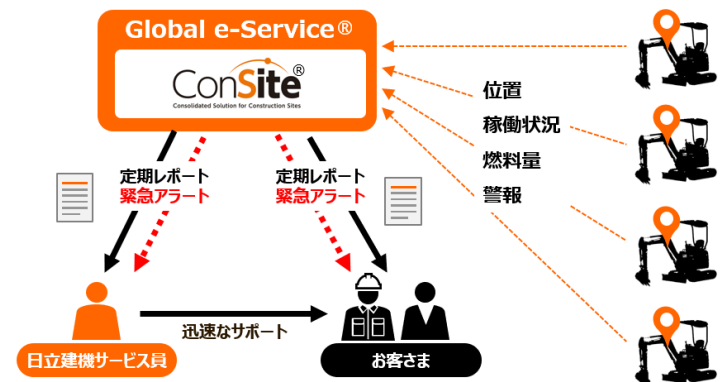 Global e-Service®
ConSite®
Consolidated Solution for Construction Sites
位置
稼働状況
燃料量
警報
定期レポート
緊急アラート
定期レポート
緊急アラート
迅速なサポート
日立建機サービス員
お客さま